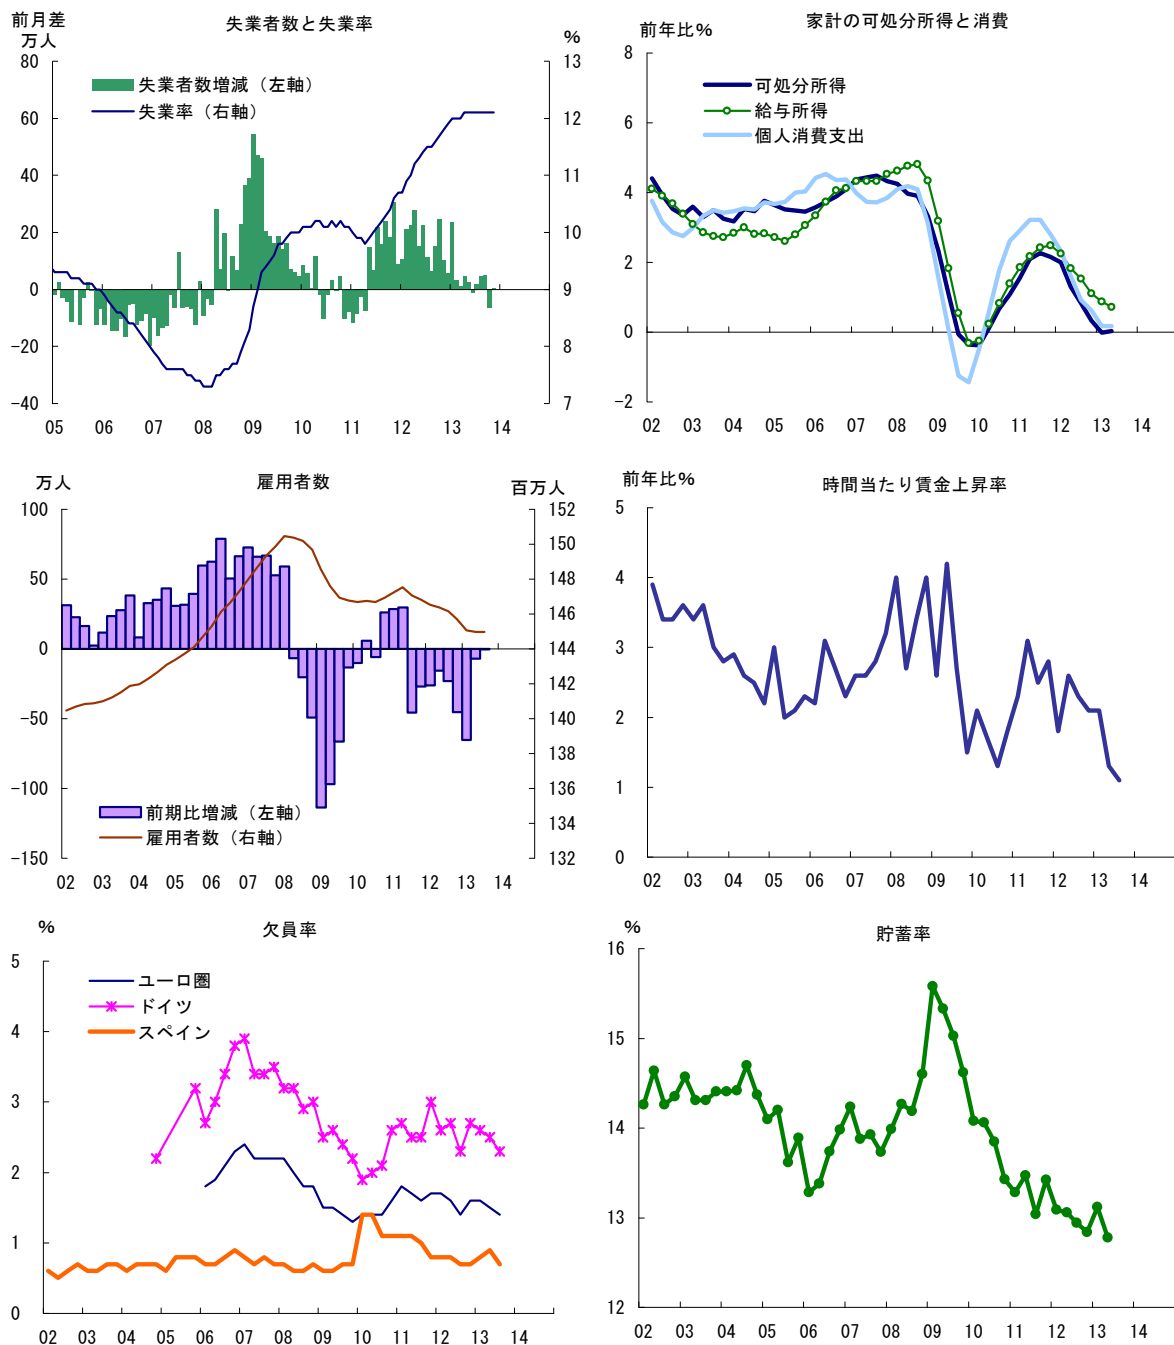 失業者数と失業率
前月差
万人
%
80
60
40
20
0
-20
-40
13
12
11
10
9
8
7
失業者数増減（左軸）
失業率（右軸）
05 06 07 08 09 10 11 12 13 14
家計の可処分所得と消費
前年比%
8
6
4
2
0
-2
可処分所得
給与所得
個人消費支出
02 03 04 05 06 07 08 09 10 11 12 13 14
雇用者数
万人
百万人
100
50
0
-50
-100
-150
152
150
148
146
144
142
140
138
136
134
132
前期比増減（左軸）
雇用者数（右軸）
02 03 04 05 06 07 08 09 10 11 12 13 14
時間当たり賃金上昇率
前年比%
5
4
3
2
1
0
02 03 04 05 06 07 08 09 10 11 12 13 14
欠員率
%
5
4
3
2
1
0
ユーロ圏
ドイツ
スペイン
02 03 04 05 06 07 08 09 10 11 12 13 14
貯蓄率
%
16
15
14
13
12
02 03 04 05 06 07 08 09 10 11 12 13 14